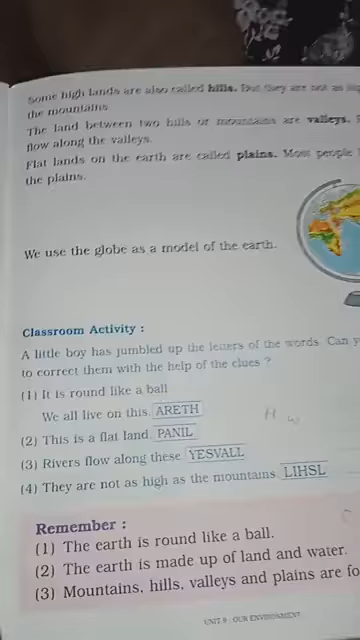 Some high lands are also called hills. But they are not as
the mountains
The land between two hills or mountains are valleys.
flow along the valleys.
Flat lands on the earth are called plains. Most people
the plains.
We use the globe as a model of the earth.
Classroom Activity :
A little boy has jumbled up the letters of the words. Can
to correct them with the help of the clues ?
(1) It is round like a ball
We all live on this. ARETH
(2) This is a flat land. PANIL
(3) Rivers flow along these. YESVALL
(4) They are not as high as the mountains. LIHSL
Remember :
(1) The earth is round like a ball.
(2) The earth is made up of land and water.
(3) Mountains, hills, valleys and plains are
UNIT 9 : OUR ENVIRONMENT